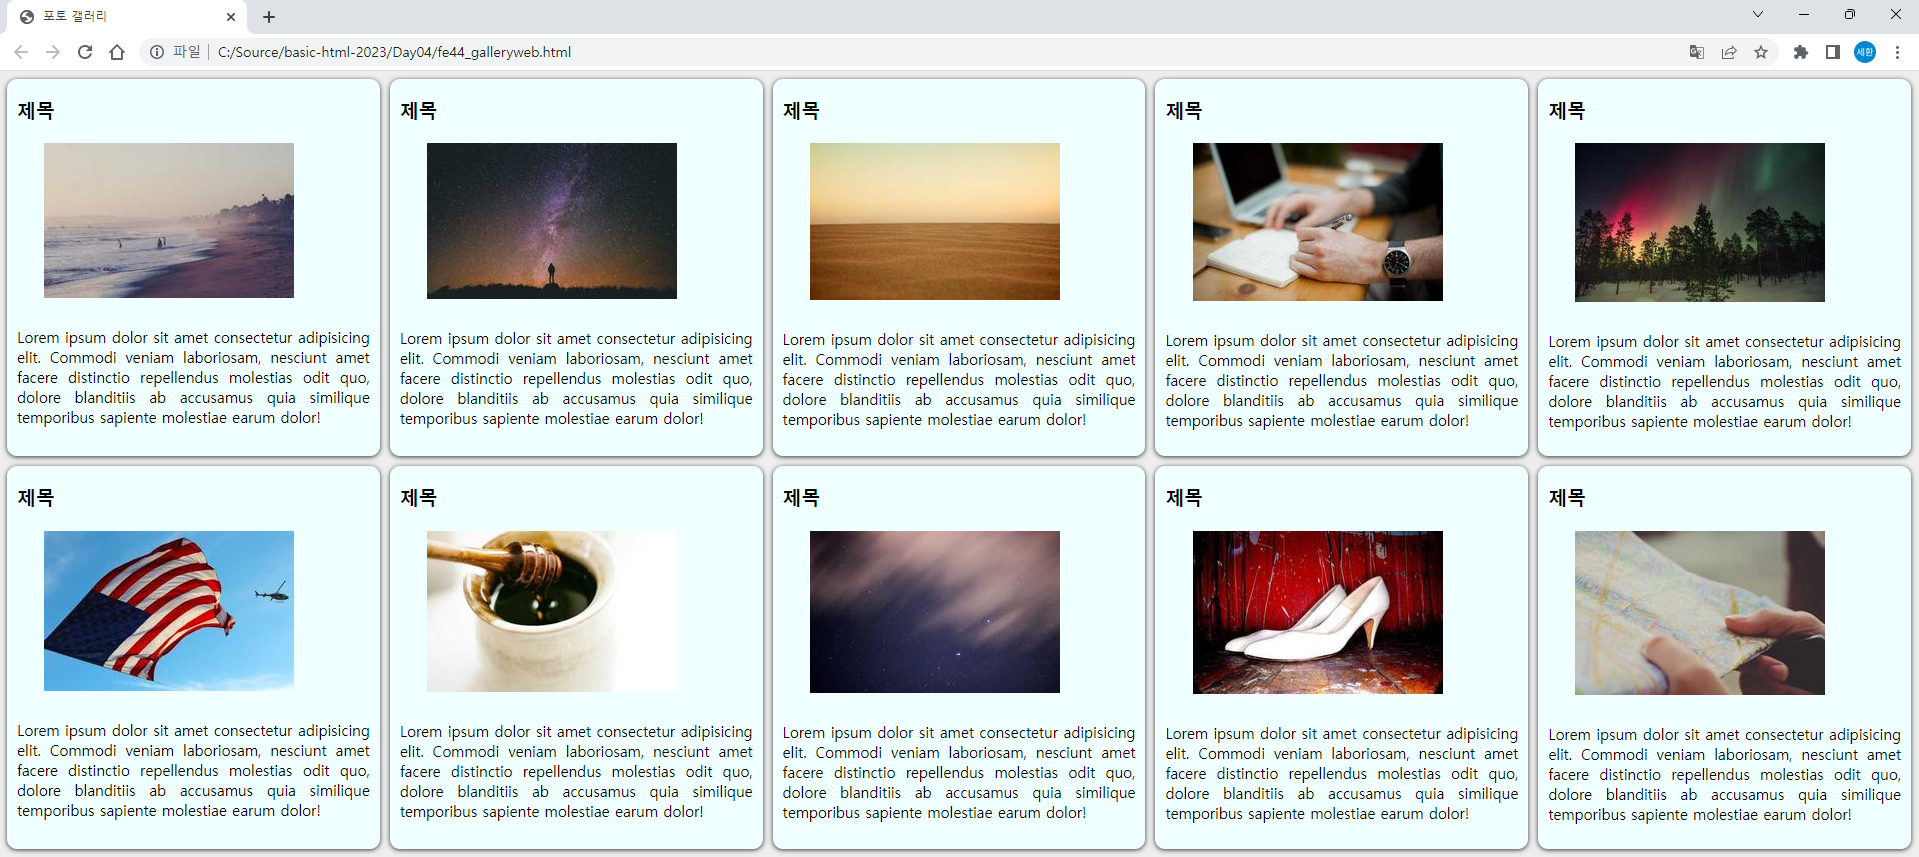 포토 갤러리
파일 C:/Source/basic-html-2023/Day04/fe44_galleryweb.html
세환
제목
Lorem ipsum dolor sit amet consectetur adipisicing
elit. Commodi veniam laboriosam, nesciunt amet
facere distinctio repellendus molestias odit quo,
dolore blanditiis ab accusamus quia similique
temporibus sapiente molestiae earum dolor!
제목
Lorem ipsum dolor sit amet consectetur adipisicing
elit. Commodi veniam laboriosam, nesciunt amet
facere distinctio repellendus molestias odit quo,
dolore blanditiis ab accusamus quia similique
temporibus sapiente molestiae earum dolor!
제목
Lorem ipsum dolor sit amet consectetur adipisicing
elit. Commodi veniam laboriosam, nesciunt amet
facere distinctio repellendus molestias odit quo,
dolore blanditiis ab accusamus quia similique
temporibus sapiente molestiae earum dolor!
제목
Lorem ipsum dolor sit amet consectetur adipisicing
elit. Commodi veniam laboriosam, nesciunt amet
facere distinctio repellendus molestias odit quo,
dolore blanditiis ab accusamus quia similique
temporibus sapiente molestiae earum dolor!
제목
Lorem ipsum dolor sit amet consectetur adipisicing
elit. Commodi veniam laboriosam, nesciunt amet
facere distinctio repellendus molestias odit quo,
dolore blanditiis ab accusamus quia similique
temporibus sapiente molestiae earum dolor!
제목
Lorem ipsum dolor sit amet consectetur adipisicing
elit. Commodi veniam laboriosam, nesciunt amet
facere distinctio repellendus molestias odit quo,
dolore blanditiis ab accusamus quia similique
temporibus sapiente molestiae earum dolor!
제목
Lorem ipsum dolor sit amet consectetur adipisicing
elit. Commodi veniam laboriosam, nesciunt amet
facere distinctio repellendus molestias odit quo,
dolore blanditiis ab accusamus quia similique
temporibus sapiente molestiae earum dolor!
제목
Lorem ipsum dolor sit amet consectetur adipisicing
elit. Commodi veniam laboriosam, nesciunt amet
facere distinctio repellendus molestias odit quo,
dolore blanditiis ab accusamus quia similique
temporibus sapiente molestiae earum dolor!
제목
Lorem ipsum dolor sit amet consectetur adipisicing
elit. Commodi veniam laboriosam, nesciunt amet
facere distinctio repellendus molestias odit quo,
dolore blanditiis ab accusamus quia similique
temporibus sapiente molestiae earum dolor!
제목
Lorem ipsum dolor sit amet consectetur adipisicing
elit. Commodi veniam laboriosam, nesciunt amet
facere distinctio repellendus molestias odit quo,
dolore blanditiis ab accusamus quia similique
temporibus sapiente molestiae earum dolor!